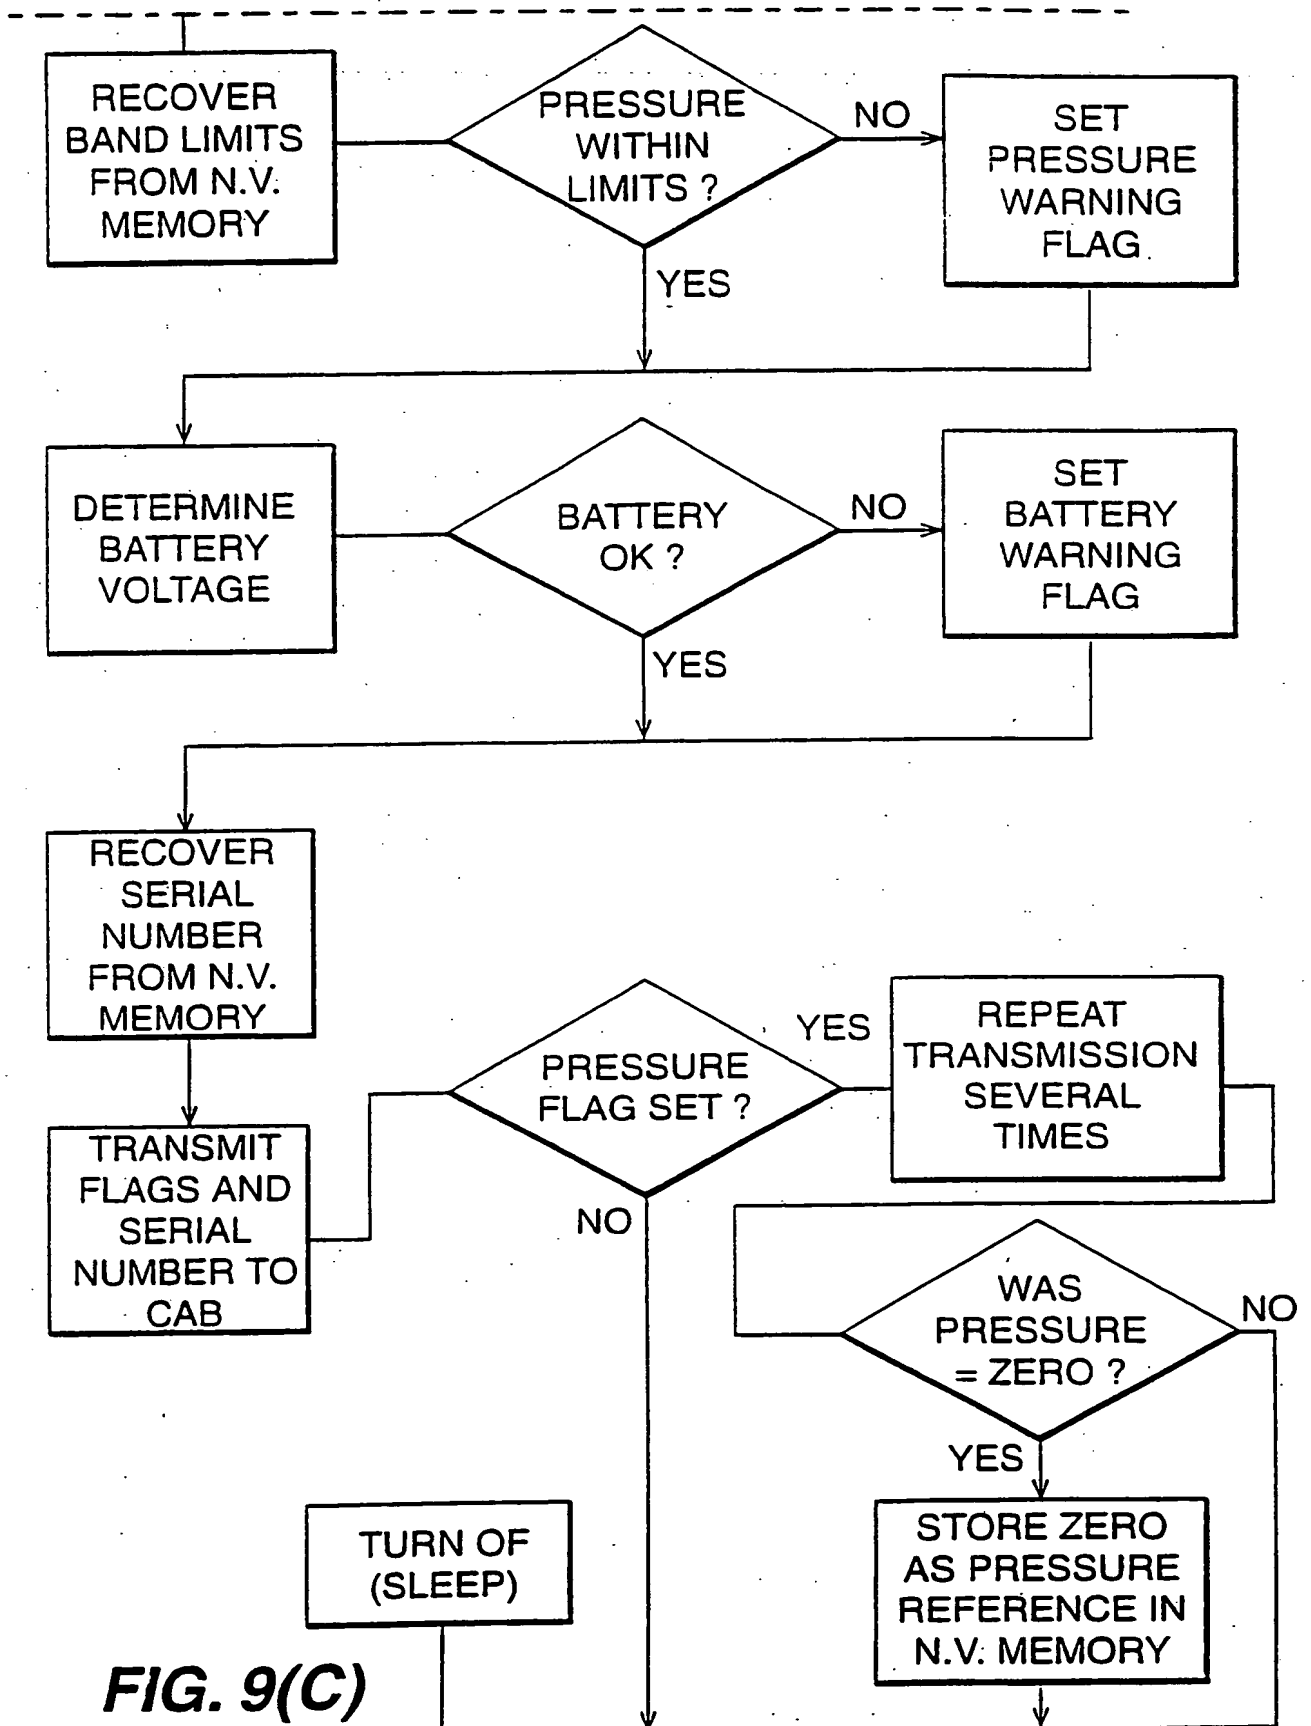 RECOVER
BAND LIMITS
FROM N.V.
MEMORY
PRESSURE
WITHIN
LIMITS ?
NO
SET
PRESSURE
WARNING
FLAG
YES
DETERMINE
BATTERY
VOLTAGE
BATTERY
OK ?
NO
SET
BATTERY
WARNING
FLAG
YES
RECOVER
SERIAL
NUMBER
FROM N.V.
MEMORY
TRANSMIT
FLAGS AND
SERIAL
NUMBER TO
CAB
PRESSURE
FLAG SET ?
YES
REPEAT
TRANSMISSION
SEVERAL
TIMES
NO
WAS
PRESSURE
= ZERO ?
NO
YES
STORE ZERO
AS PRESSURE
REFERENCE IN
N.V. MEMORY
TURN OF
(SLEEP)
FIG. 9(C)